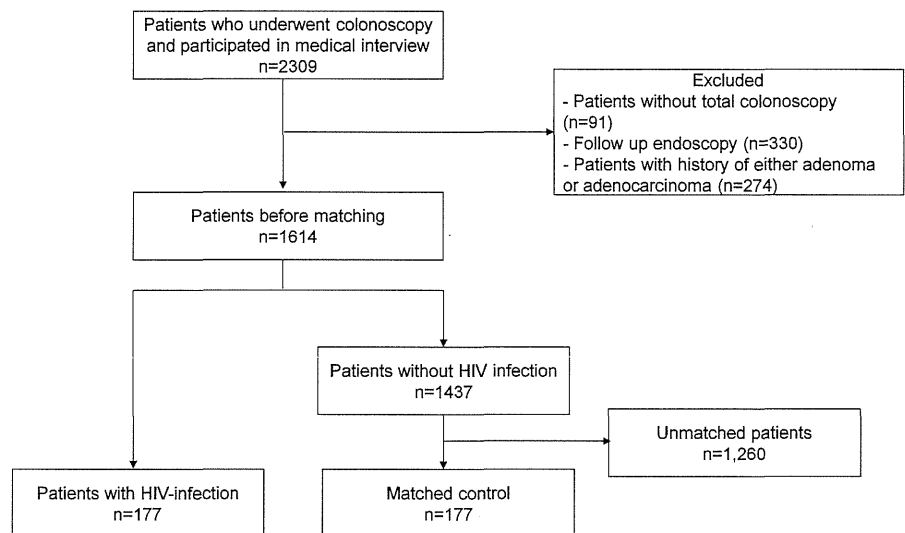 Patients who underwent colonoscopy
and participated in medical interview
n=2309
Excluded
- Patients without total colonoscopy
(n=91)
- Follow up endoscopy (n=330)
- Patients with history of either adenoma
or adenocarcinoma (n=274)
Patients before matching
n=1614
Patients without HIV infection
n=1437
Unmatched patients
n=1,260
Patients with HIV-infection
n=177
Matched control
n=177